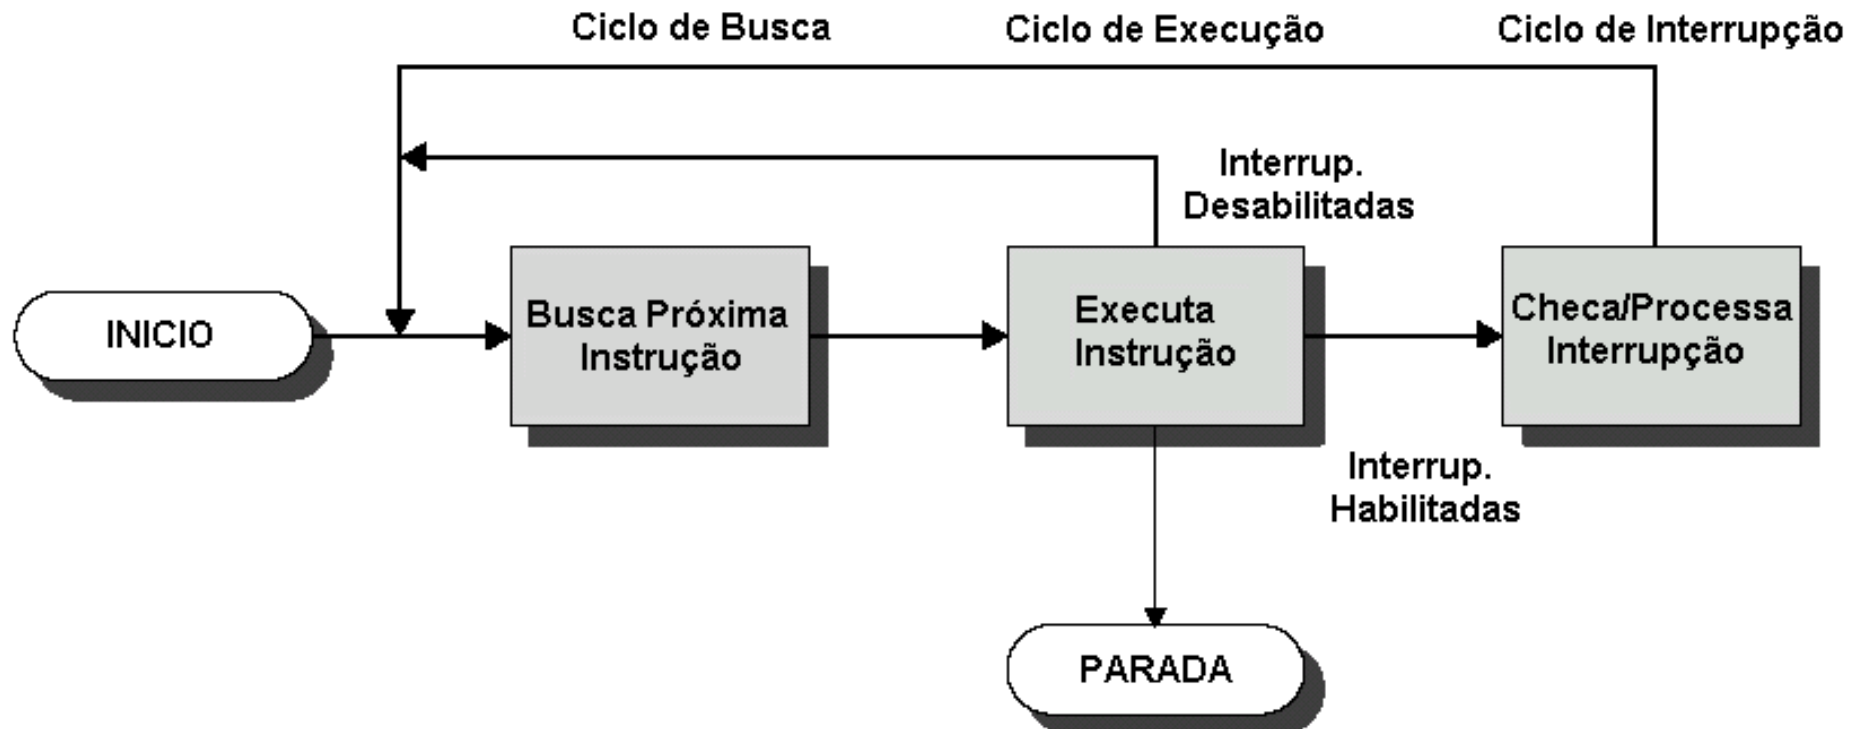 Ciclo de Busca
Ciclo de Execução
Ciclo de Interrupção
Interrup.
Desabilitadas
INICIO
Busca Próxima
Instrução
Executa
Instrução
Checa/Processa
Interrupção
Interrup.
Habilitadas
PARADA